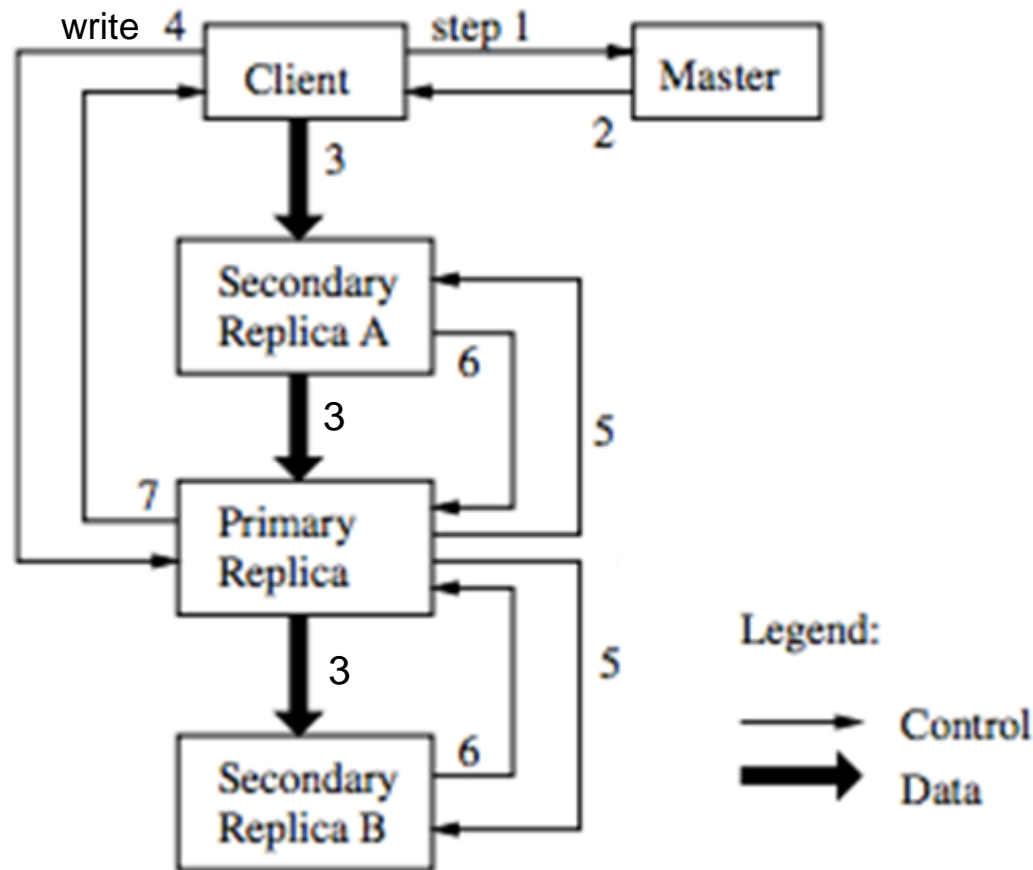 write 4
step 1
Client
Master
2
3
Secondary
Replica A
6
3
5
7
Primary
Replica
3
5
Legend:
Control
6
Secondary
Replica B
Data